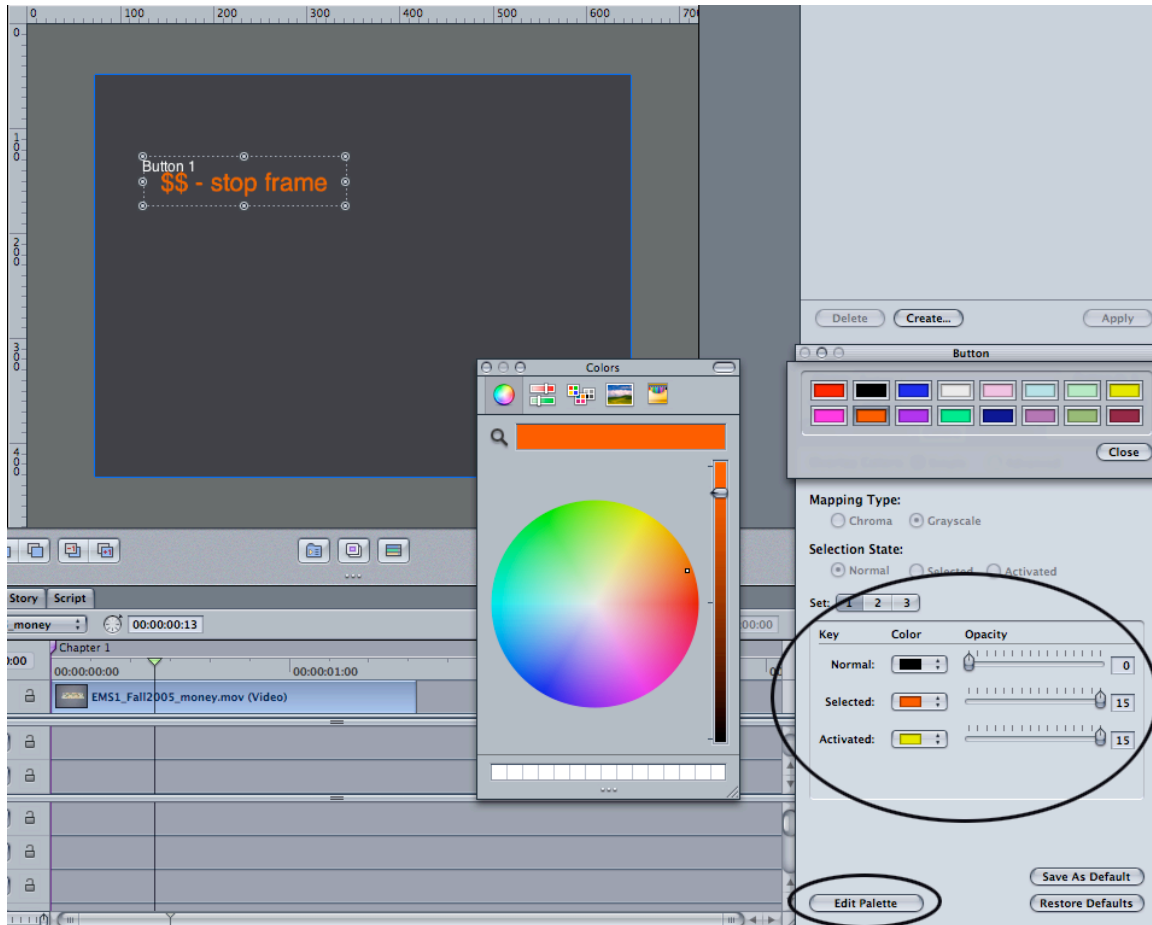 0 100 200 300 400 500 600 70
0
100
200
300
400
Button 1
$$ - stop frame
Delete Create... Apply
Button
Close
Colors
Mapping Type:
Chroma Grayscale
Selection State:
Normal Selected Activated
Set: 1 2 3
Key Color Opacity
Normal: 0
Selected: 15
Activated: 15
Edit Palette
Save As Default
Restore Defaults
Story Script
_money 00:00:00:13 00:00
Chapter 1
0:00 00:00:00:00 00:00:01:00
EMS1_Fall2005_money.mov (Video)